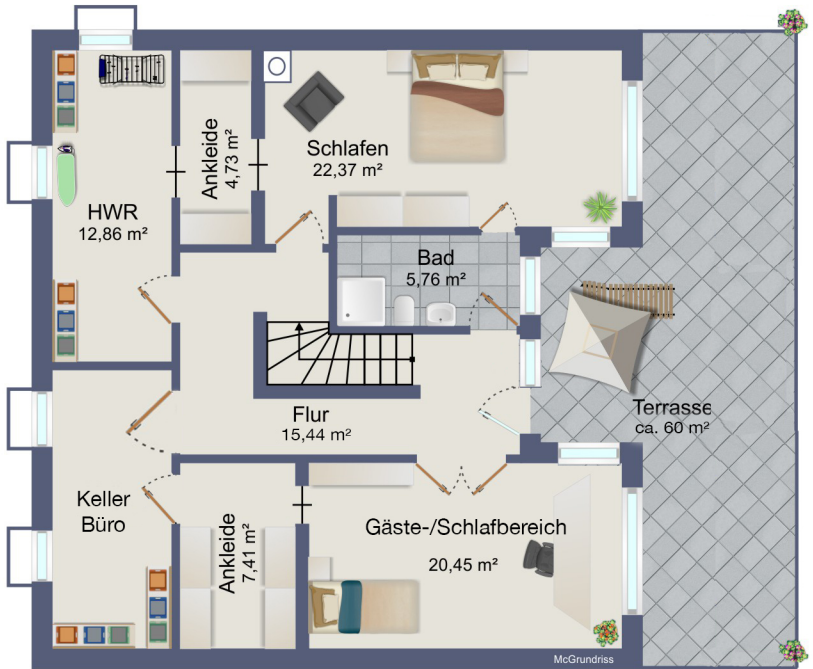 Ankleide
4,73 m²
Schlafen
22,37 m²
HWR
12,86 m²
Bad
5,76 m²
Flur
15,44 m²
Terrasse
ca. 60 m²
Keller
Büro
Ankleide
7,41 m²
Gäste-/Schlafbereich
20,45 m²
McGrundriss